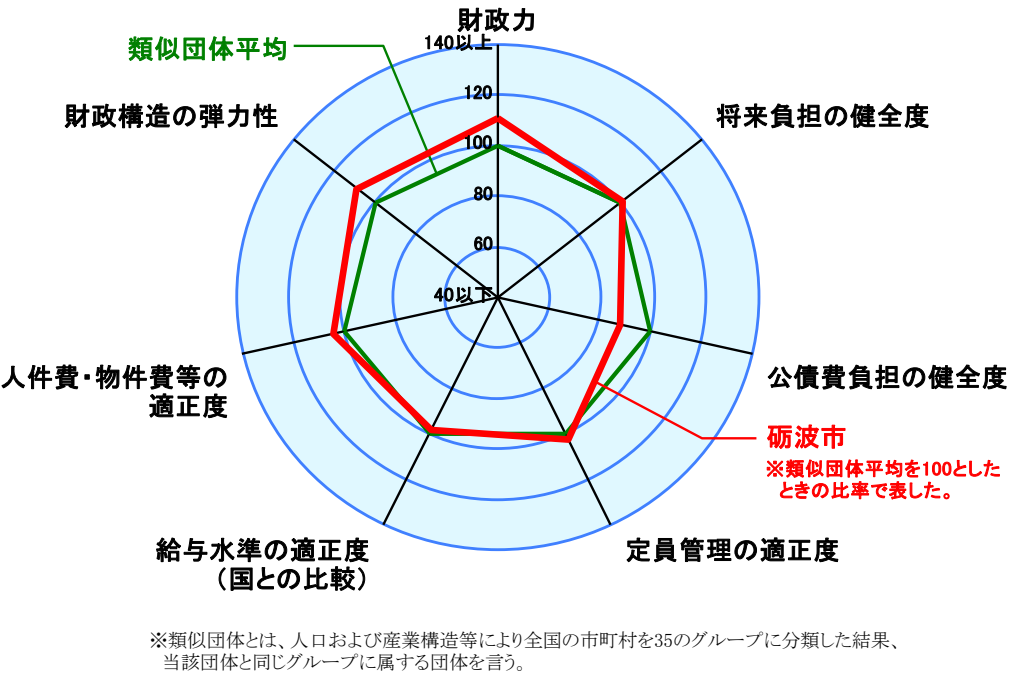 財政力
140以上
類似団体平均
120
財政構造の弾力性
将来負担の健全度
100
80
60
40以下
人件費・物件費等の
適正度
公債費負担の健全度
砺波市
※類似団体平均を100とした
ときの比率で表した。
給与水準の適正度
（国との比較）
定員管理の適正度
※類似団体とは、人口および産業構造等により全国の市町村を35のグループに分類した結果、
当該団体と同じグループに属する団体を言う。